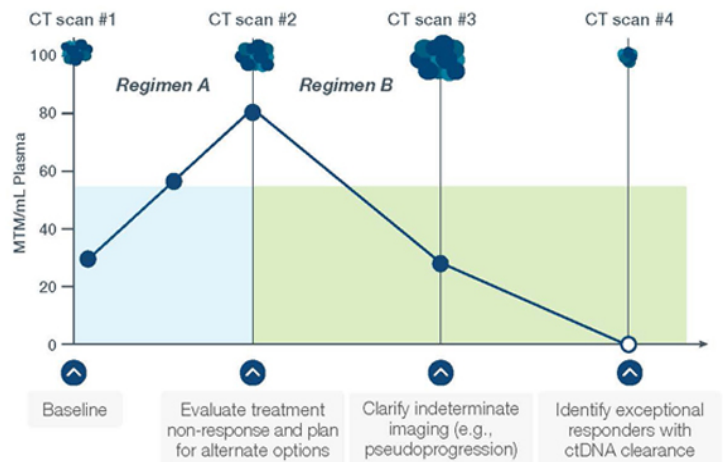 CT scan #1 CT scan #2 CT scan #3 CT scan #4
Regimen A Regimen B
MTM/mL Plasma
100
80
60
40
20
0
Baseline
Evaluate treatment
non-response and plan
for alternate options
Clarify indeterminate
imaging (e.g.,
pseudoprogression)
Identify exceptional
responders with
ctDNA clearance